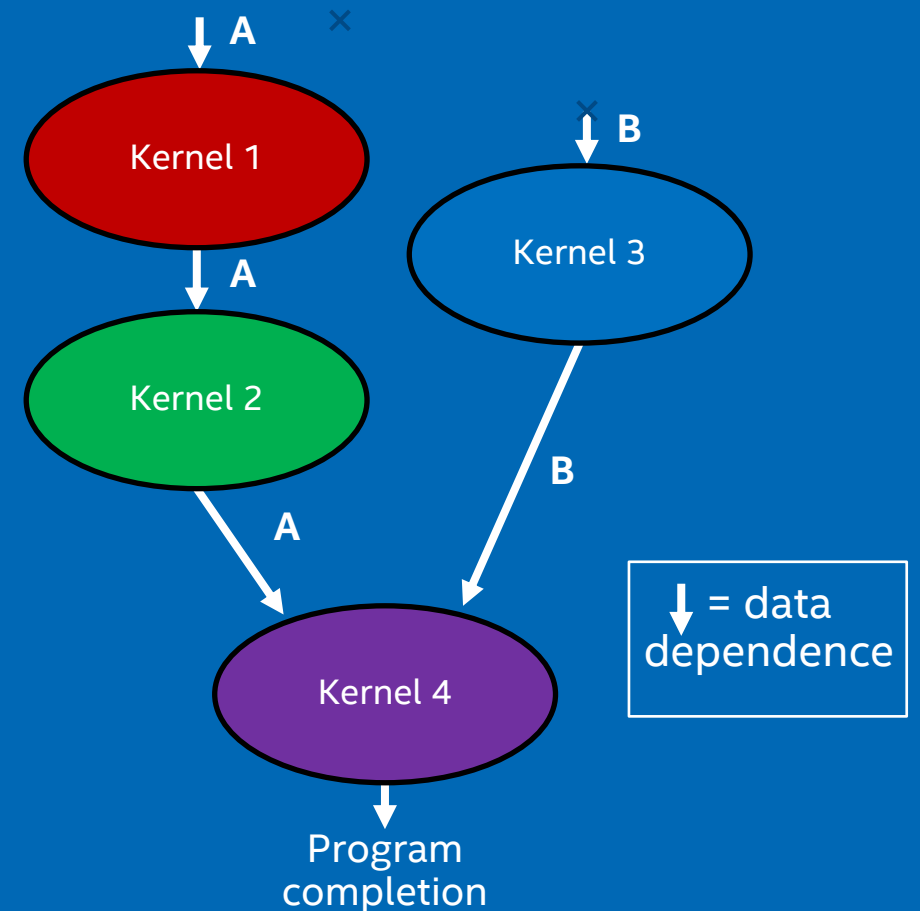 A
Kernel 1
B
Kernel 3
A
Kernel 2
B
A
= data
dependence
Kernel 4
Program
completion